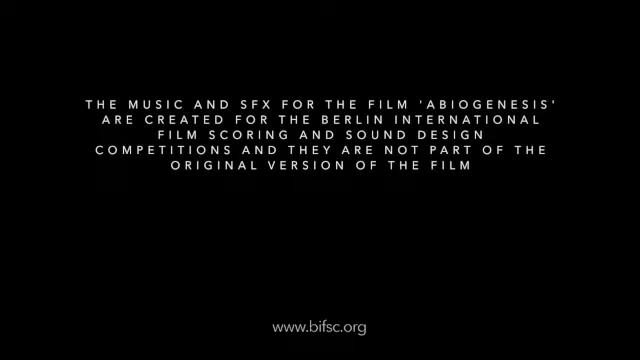 THE MUSIC AND SFX FOR THE FILM 'ABIOGENESIS'
ARE CREATED FOR THE BERLIN INTERNATIONAL
FILM SCORING AND SOUND DESIGN
COMPETITIONS AND THEY ARE NOT PART OF THE
ORIGINAL VERSION OF THE FILM
www.bifsc.org